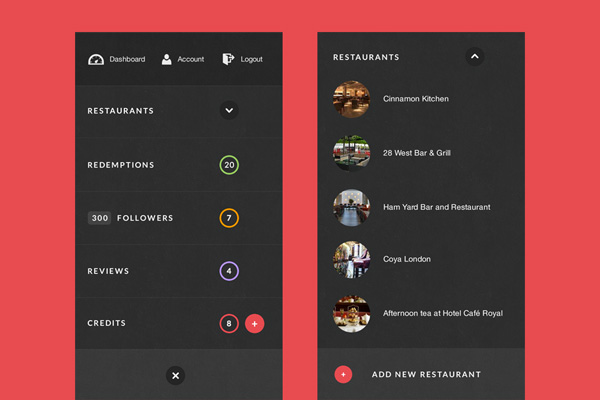 Dashboard Account Logout
RESTAURANTS
REDEMPTIONS 20
300 FOLLOWERS 7
REVIEWS 4
CREDITS 8 +
RESTAURANTS
Cinnamon Kitchen
28 West Bar & Grill
Ham Yard Bar and Restaurant
Coya London
Afternoon tea at Hotel Café Royal
+ ADD NEW RESTAURANT